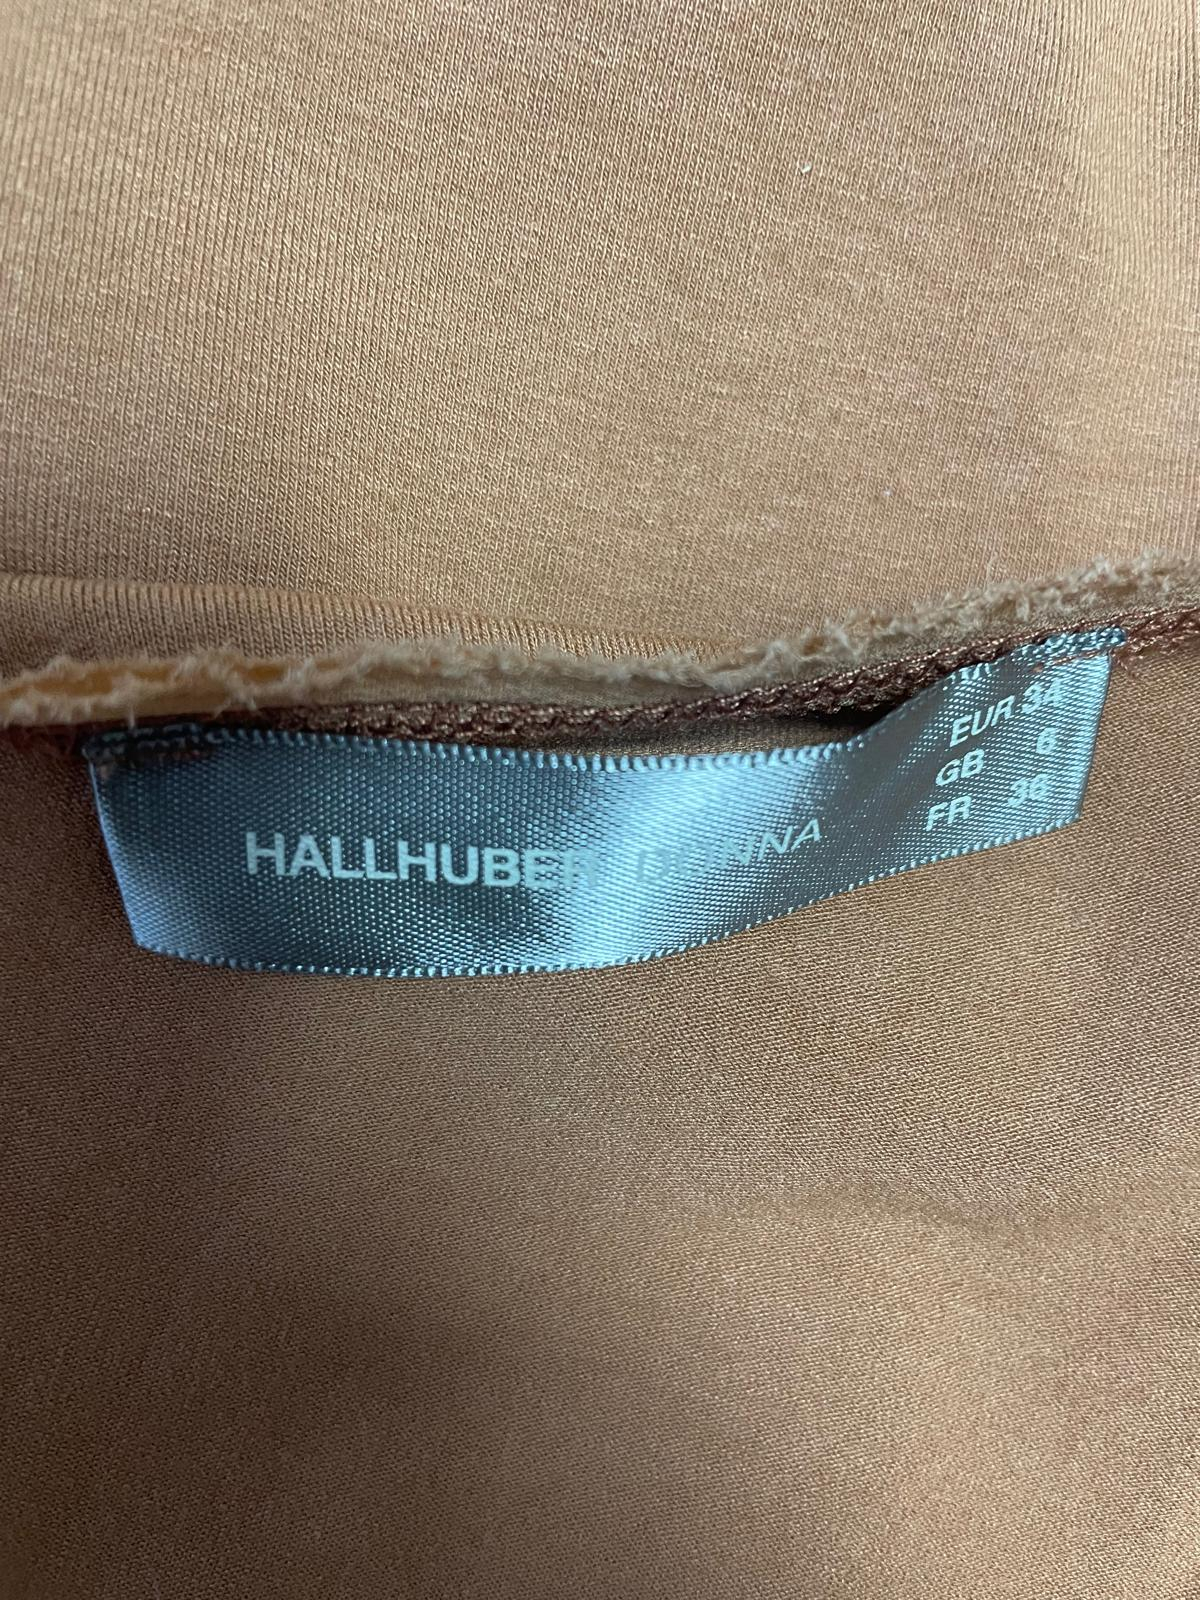 HALLHUBER DONNA
EUR 34
GB 6
FR 36